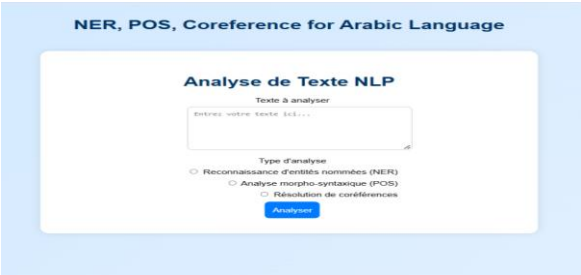 NER, POS, Coreference for Arabic Language
Analyse de Texte NLP
Texte à analyser
Entrez votre texte ici...
Type d'analyse
Reconnaissance d'entités nommées (NER)
Analyse morpho-syntaxique (POS)
Résolution de coréférences
Analyser